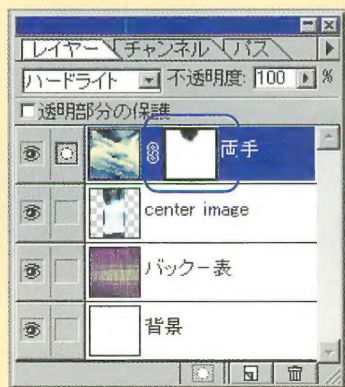 レイヤー チャンネル パス
ハードライト 不透明度: 100 %
透明部分の保護
両手
center image
バックー表
背景